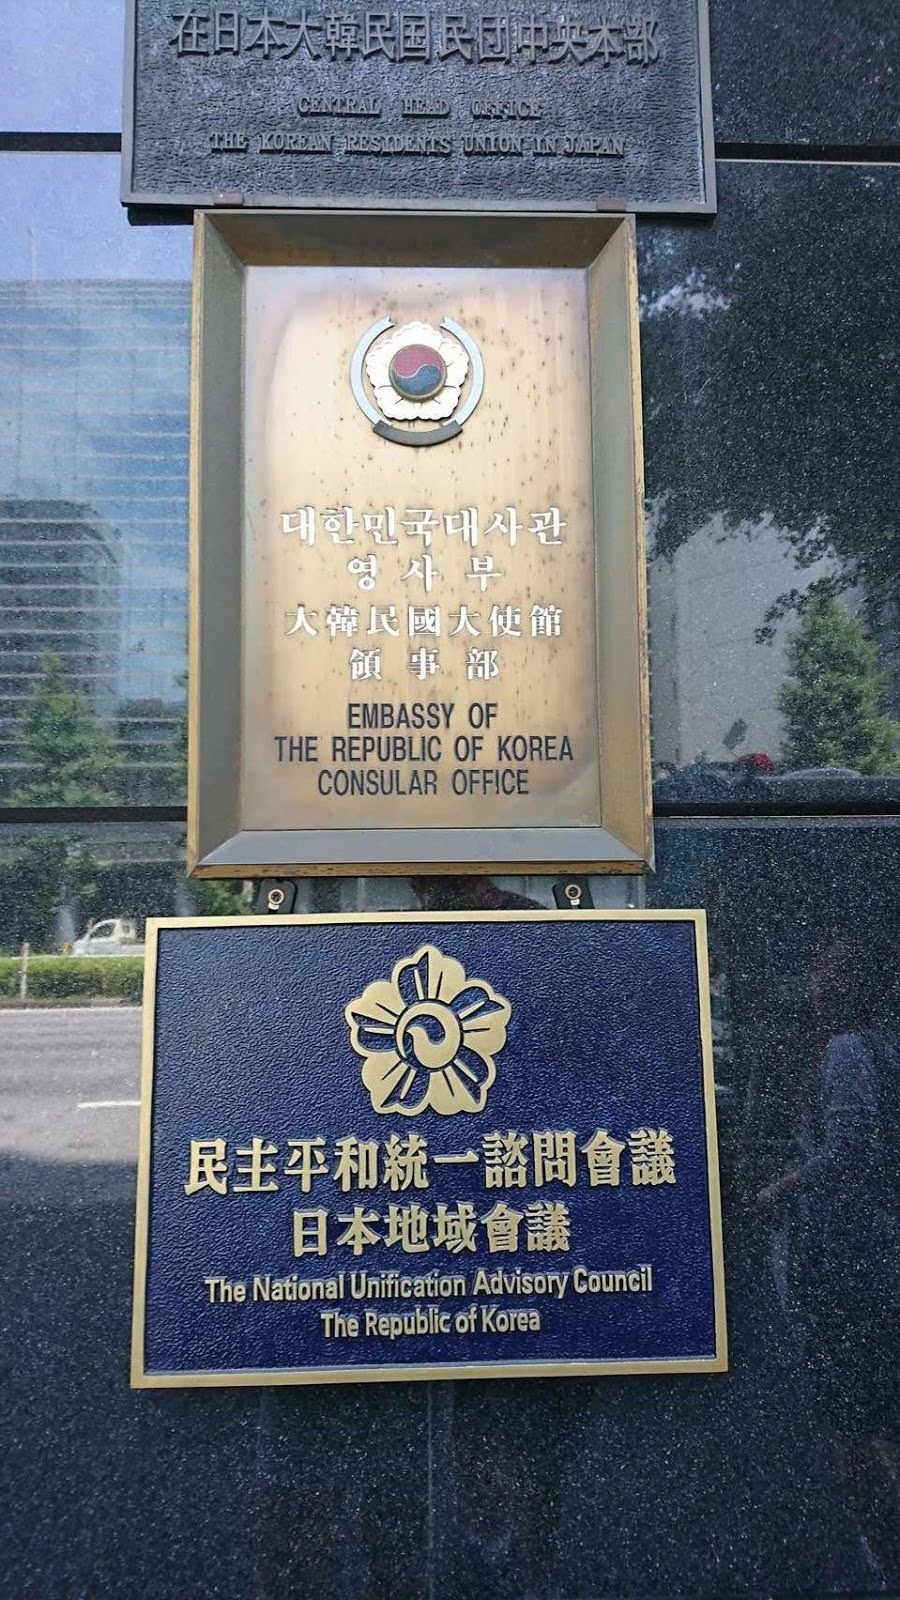 在日本大韓民国民団中央本部
CENTRAL HEAD OFFICE
THE KOREAN RESIDENTS UNION IN JAPAN
대한민국대사관
영사부
大韓民國大使館
領事部
EMBASSY OF
THE REPUBLIC OF KOREA
CONSULAR OFFICE
民主平和統一諮問會議
日本地域會議
The National Unification Advisory Council
The Republic of Korea